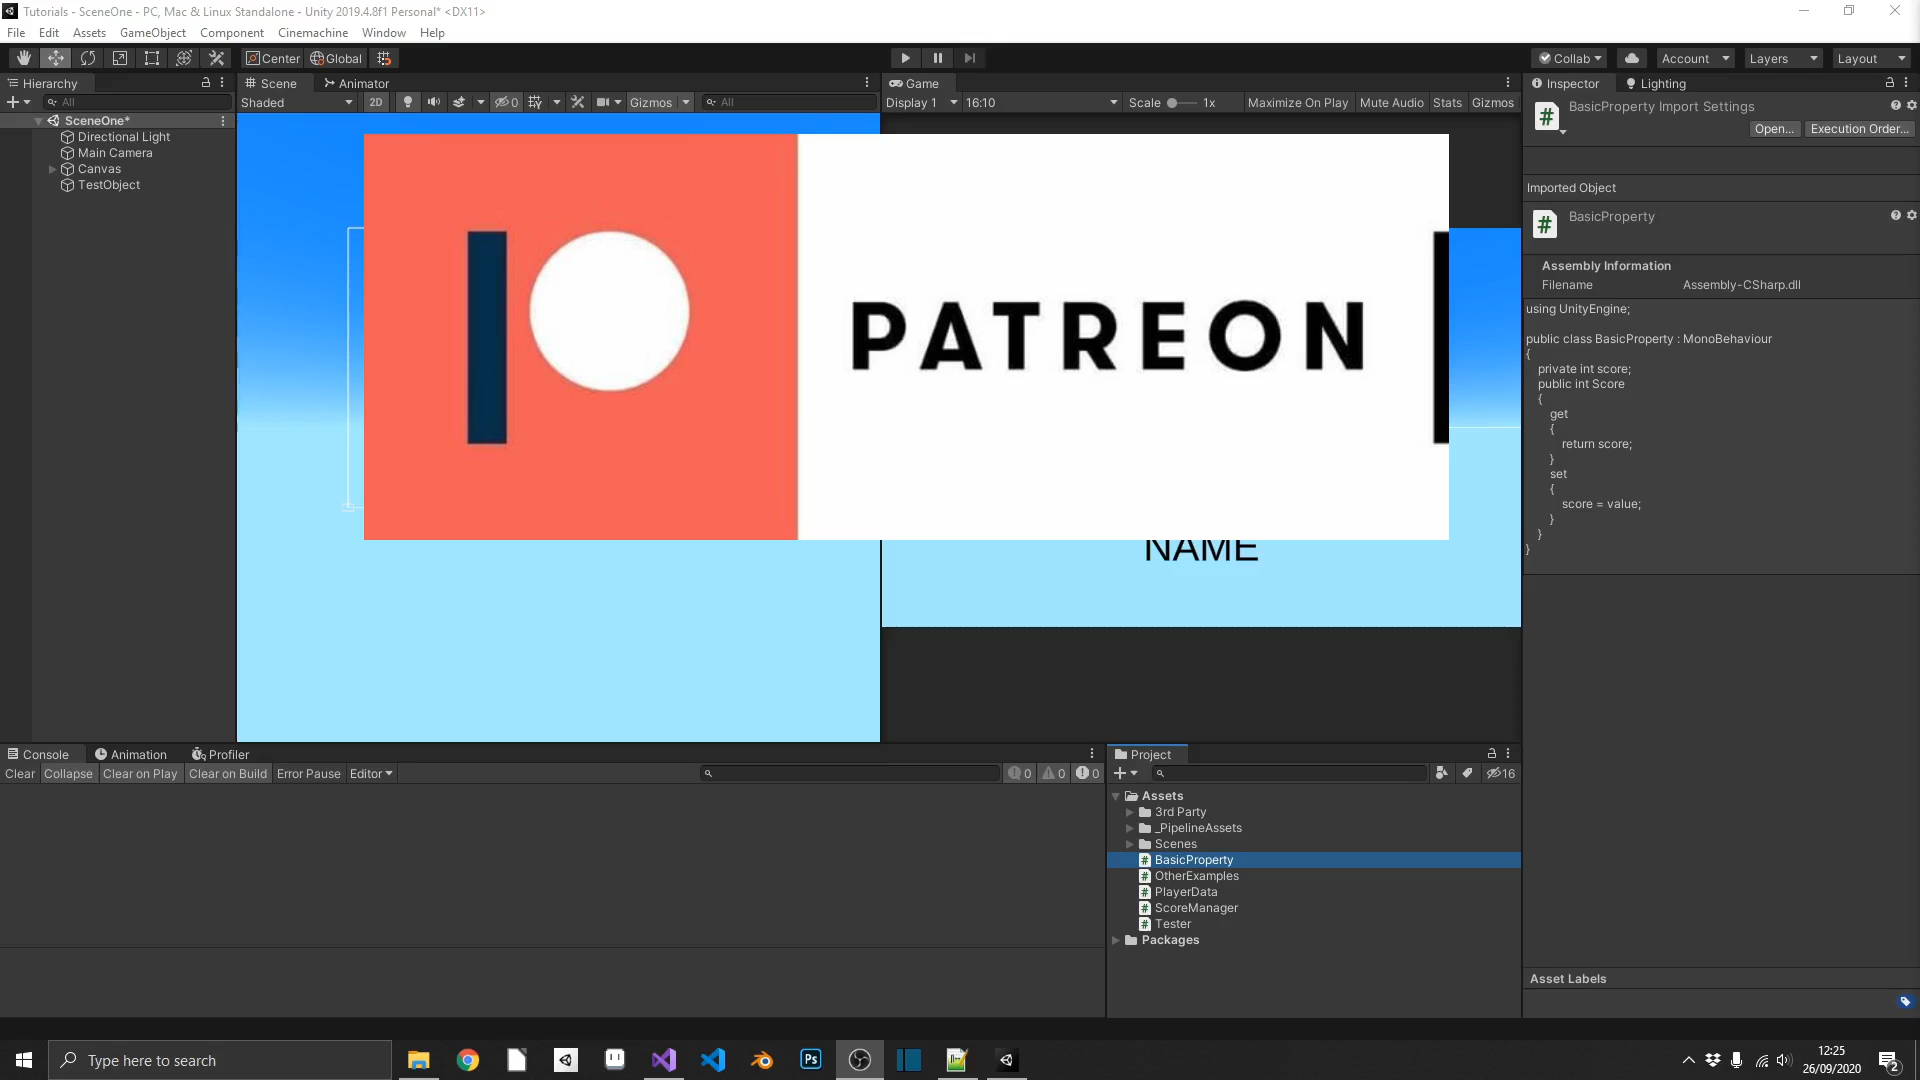 Tutorials - SceneOne - PC, Mac & Linux Standalone - Unity 2019.4.8f1 Personal* <DX11>
File Edit Assets GameObject Component Cinemachine Window Help
Center Global Collab Account Layers Layout
Hierarchy
All
SceneOne*
Directional Light
Main Camera
Canvas
TestObject
Scene Animator
Shaded 2D 0 Gizmos All
Game
Display 1 16:10 Scale 1x Maximize On Play Mute Audio Stats Gizmos
PATREON
NAME
Inspector Lighting
BasicProperty Import Settings
Open... Execution Order...
Imported Object
BasicProperty
Assembly Information
Filename Assembly-CSharp.dll
using UnityEngine;
public class BasicProperty : MonoBehaviour
{
private int score;
public int Score
{
get
{
return score;
}
set
{
score = value;
}
}
}
Asset Labels
Console Animation Profiler
Clear Collapse Clear on Play Clear on Build Error Pause Editor 0 0 0
Project
16
Assets
3rd Party
_PipelineAssets
Scenes
BasicProperty
OtherExamples
PlayerData
ScoreManager
Tester
Packages
Type here to search
Ps
12:25
26/09/2020
2